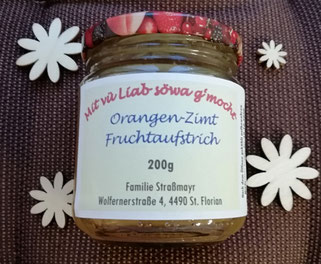 Mit vü Liab söwa g'mocht
Orangen-Zimt
Fruchtaufstrich
200g
Familie Straßmayr
Wolfernerstraße 4, 4490 St. Florian